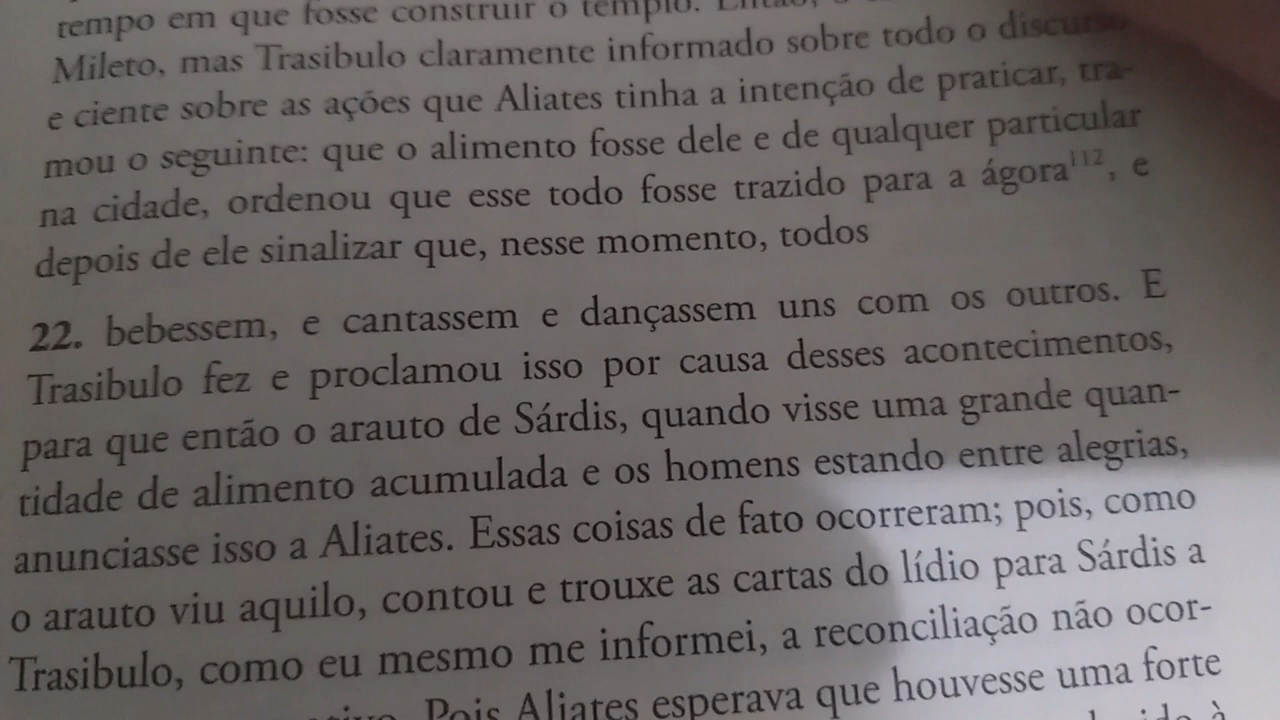 tempo em que fosse construir o templo. Então, o
Mileto, mas Trasibulo claramente informado sobre todo o discurso
e ciente sobre as ações que Aliates tinha a intenção de praticar, tra-
mou o seguinte: que o alimento fosse dele e de qualquer particular
na cidade, ordenou que esse todo fosse trazido para a ágora¹¹², e
depois de ele sinalizar que, nesse momento, todos
22. bebessem, e cantassem e dançassem uns com os outros. E
Trasibulo fez e proclamou isso por causa desses acontecimentos,
para que então o arauto de Sárdis, quando visse uma grande quan-
tidade de alimento acumulada e os homens estando entre alegrias,
anunciasse isso a Aliates. Essas coisas de fato ocorreram; pois, como
o arauto viu aquilo, contou e trouxe as cartas do lídio para Sárdis a
Trasibulo, como eu mesmo me informei, a reconciliação não ocor-
Pois Aliates esperava que houvesse uma forte